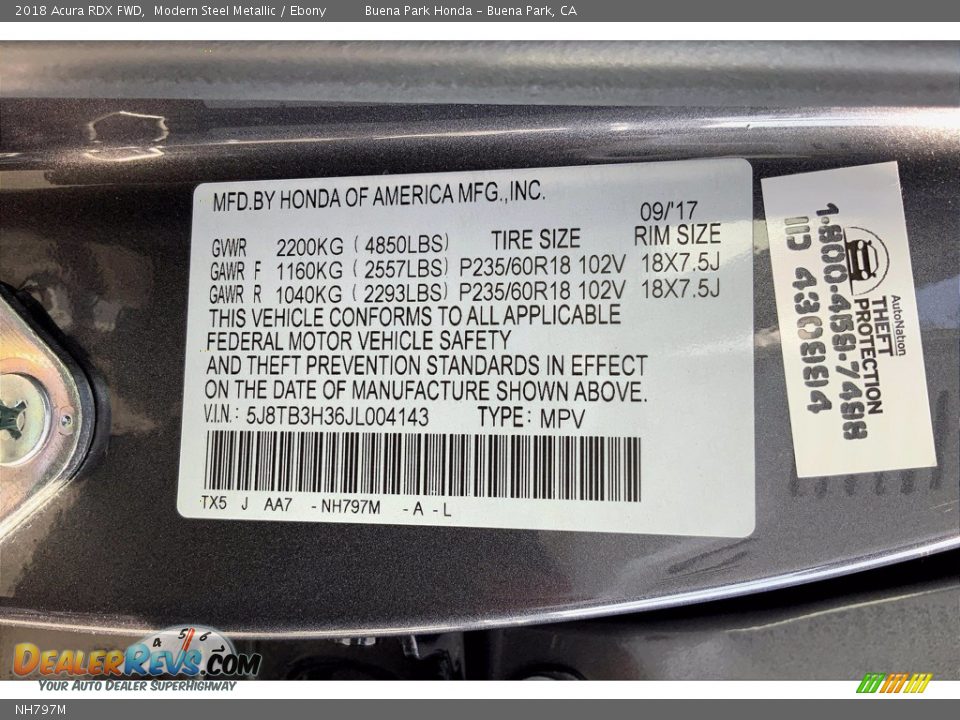 2018 Acura RDX FWD, Modern Steel Metallic / Ebony Buena Park Honda – Buena Park, CA
MFD.BY HONDA OF AMERICA MFG.,INC.
09/'17
GVWR 2200KG ( 4850LBS) TIRE SIZE RIM SIZE
GAWR F 1160KG ( 2557LBS) P235/60R18 102V 18X7.5J
GAWR R 1040KG ( 2293LBS) P235/60R18 102V 18X7.5J
THIS VEHICLE CONFORMS TO ALL APPLICABLE
FEDERAL MOTOR VEHICLE SAFETY
AND THEFT PREVENTION STANDARDS IN EFFECT
ON THE DATE OF MANUFACTURE SHOWN ABOVE.
V.I.N.: 5J8TB3H36JL004143 TYPE: MPV
TX5 J AA7 -NH797M -A-L
AutoNation
THEFT
PROTECTION
1-800-459-7498
4 5 6
DEALERREVS.COM
YOUR AUTO DEALER SUPERHIGHWAY
NH797M